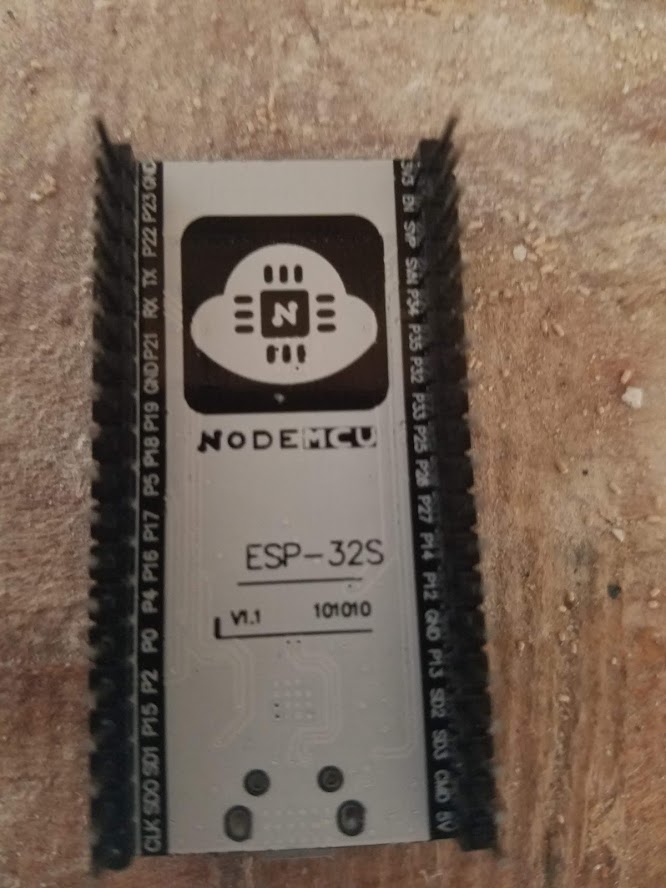 N
NODEMCU
ESP-32S
V1.1 101010
GND P23 P22 TX RX P21 GND P19 P18 P5 P17 P16 P4 P0 P2 P15 SD1 SD0 CLK
3V3 EN SVP SVN P34 P35 P32 P33 P25 P26 P27 P14 P12 GND P13 SD2 SD3 CMD 5V